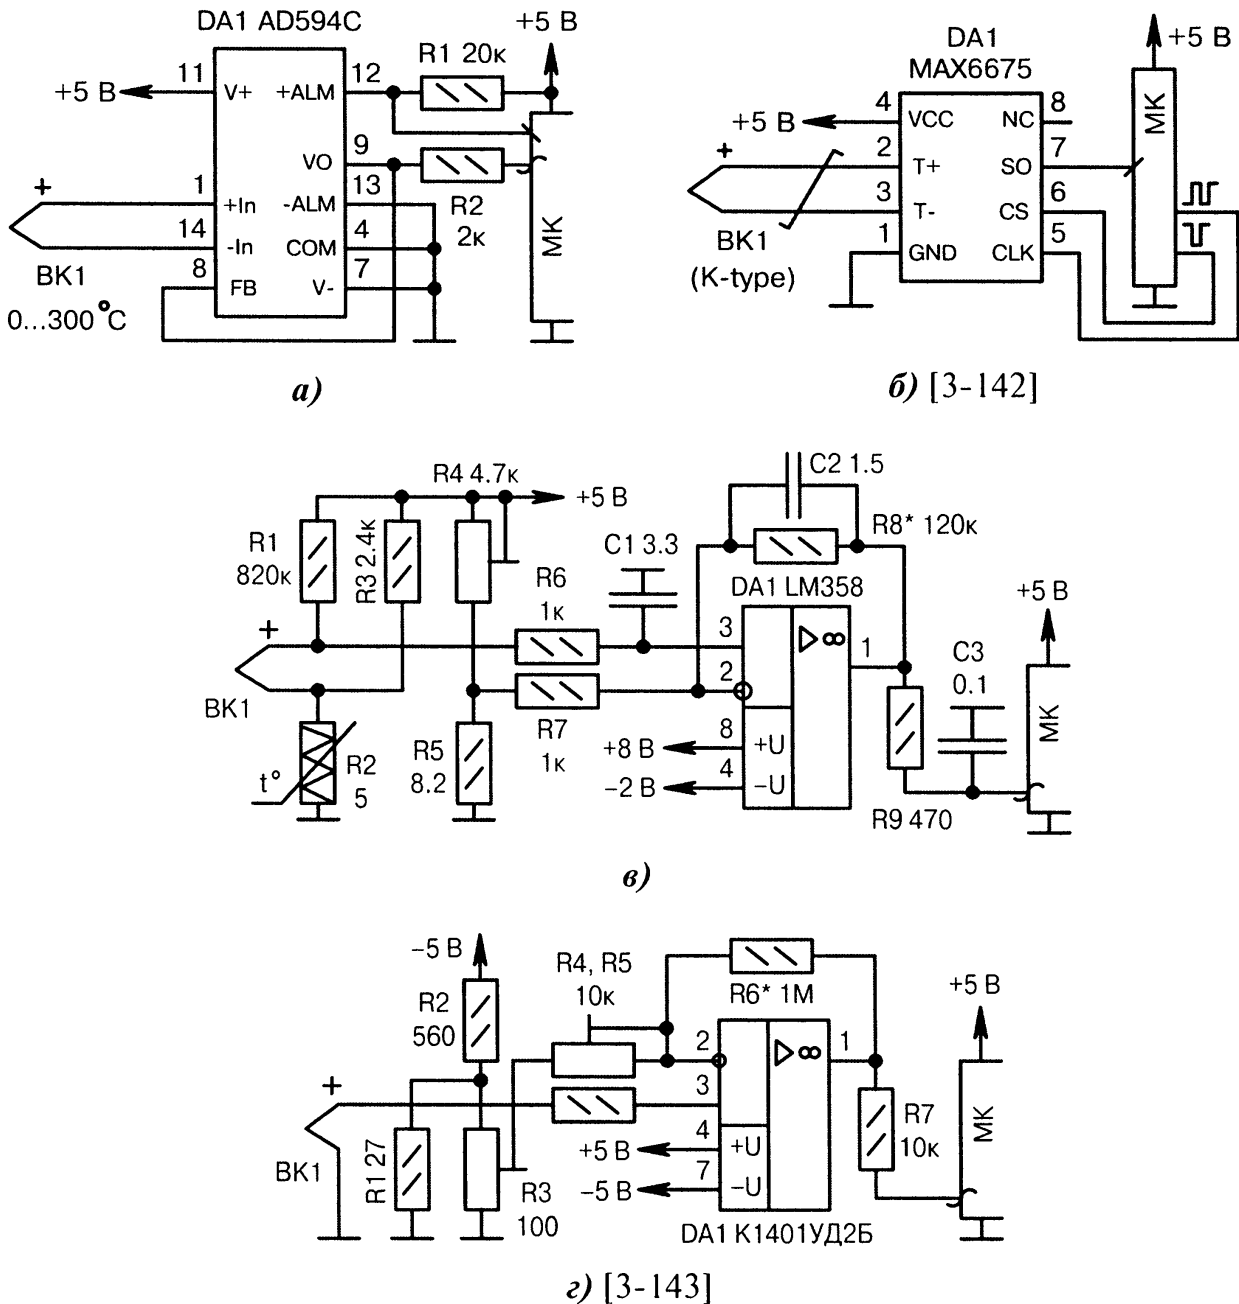 DA1 AD594C
+5 В
11
V+
+ALM
12
R1 20к
+5 В
9
VO
13
-ALM
R2
2к
МК
+
1
+In
14
-In
COM
4
8
FB
V-
7
BK1
0...300 °C
а)
DA1
MAX6675
+5 В
4
VCC
NC
8
+5 В
МК
+
2
T+
SO
7
3
T-
CS
6
1
GND
CLK
5
BK1
(K-type)
б) [3-142]
R4 4.7к
+5 В
R1
820к
R3 2.4к
C1 3.3
C2 1.5
R8* 120к
R6
1к
DA1 LM358
+
3
2
1
BK1
R7
1к
t°
R2
5
R5
8.2
+8 В
8
+U
−2 В
4
−U
▷∞
C3
0.1
R9 470
+5 В
МК
в)
−5 В
R2
560
R4, R5
10к
R6* 1М
+5 В
+
2
3
▷∞
1
BK1
R1 27
R3
100
+5 В
4
+U
−5 В
7
−U
R7
10к
МК
DA1 К1401УД2Б
г) [3-143]